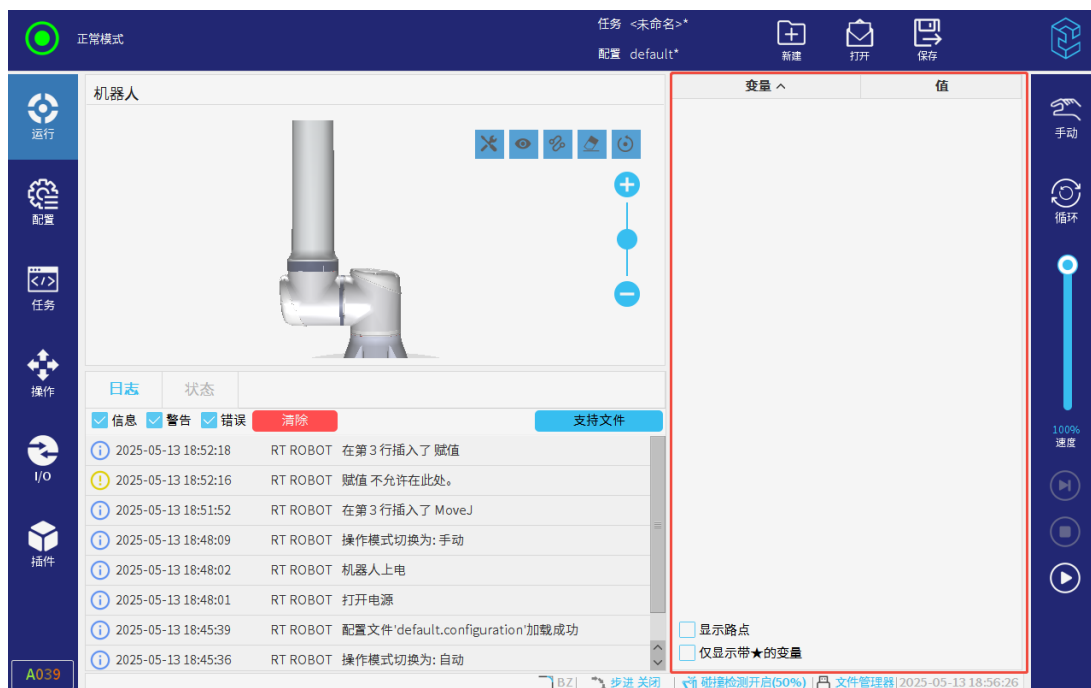 正常模式
任务 <未命名>*
配置 default*
新建
打开
保存
运行
配置
任务
操作
I/O
插件
A039
机器人
日志
状态
信息
警告
错误
清除
支持文件
2025-05-13 18:52:18 RT ROBOT 在第3行插入了 赋值
2025-05-13 18:52:16 RT ROBOT 赋值 不允许在此处。
2025-05-13 18:51:52 RT ROBOT 在第3行插入了 MoveJ
2025-05-13 18:48:09 RT ROBOT 操作模式切换为: 手动
2025-05-13 18:48:02 RT ROBOT 机器人上电
2025-05-13 18:48:01 RT ROBOT 打开电源
2025-05-13 18:45:39 RT ROBOT 配置文件'default.configuration'加载成功
2025-05-13 18:45:36 RT ROBOT 操作模式切换为: 自动
变量
值
显示路点
仅显示带★的变量
手动
循环
100%
速度
BZ
步进 关闭
碰撞检测开启(50%)
文件管理器
2025-05-13 18:56:26